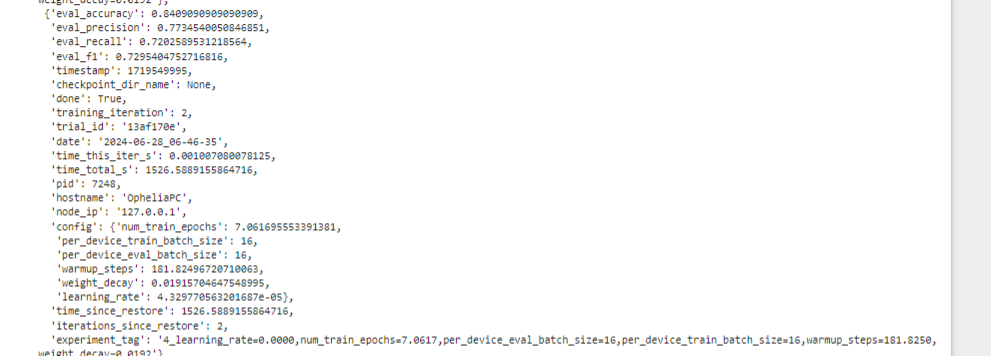 weight_decay=0.0192'},
{'eval_accuracy': 0.8409090909090909,
'eval_precision': 0.7734540050846851,
'eval_recall': 0.7202589531218564,
'eval_f1': 0.7295404752716816,
'timestamp': 1719549995,
'checkpoint_dir_name': None,
'done': True,
'training_iteration': 2,
'trial_id': '13af170e',
'date': '2024-06-28_06-46-35',
'time_this_iter_s': 0.001007080078125,
'time_total_s': 1526.5889155864716,
'pid': 7248,
'hostname': 'OpheliaPC',
'node_ip': '127.0.0.1',
'config': {'num_train_epochs': 7.061695553391381,
'per_device_train_batch_size': 16,
'per_device_eval_batch_size': 16,
'warmup_steps': 181.82496720710063,
'weight_decay': 0.01915704647548995,
'learning_rate': 4.329770563201687e-05},
'time_since_restore': 1526.5889155864716,
'iterations_since_restore': 2,
'experiment_tag': '4_learning_rate=0.0000,num_train_epochs=7.0617,per_device_eval_batch_size=16,per_device_train_batch_size=16,warmup_steps=181.8250,
weight_decay=0.0192'}